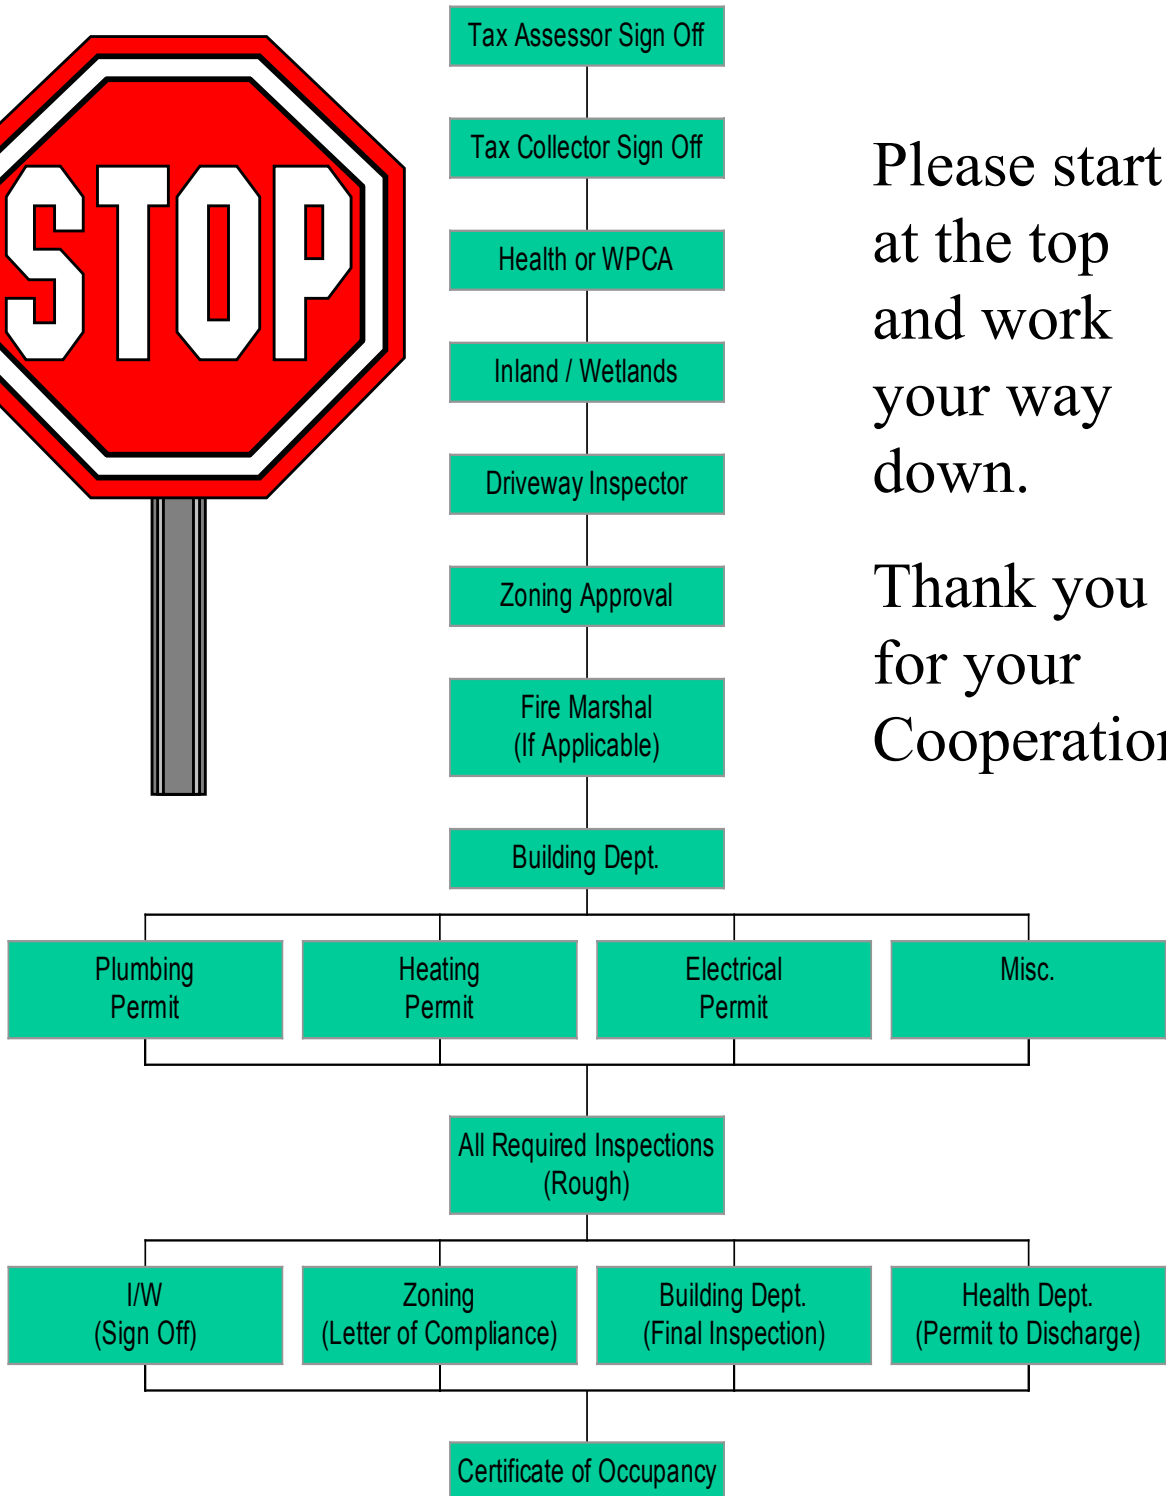 STOP
Tax Assessor Sign Off
Tax Collector Sign Off
Health or WPCA
Inland / Wetlands
Driveway Inspector
Zoning Approval
Fire Marshal
(If Applicable)
Building Dept.
Please start
at the top
and work
your way
down.
Thank you
for your
Cooperation
Plumbing
Permit
Heating
Permit
Electrical
Permit
Misc.
All Required Inspections
(Rough)
I/W
(Sign Off)
Zoning
(Letter of Compliance)
Building Dept.
(Final Inspection)
Health Dept.
(Permit to Discharge)
Certificate of Occupancy